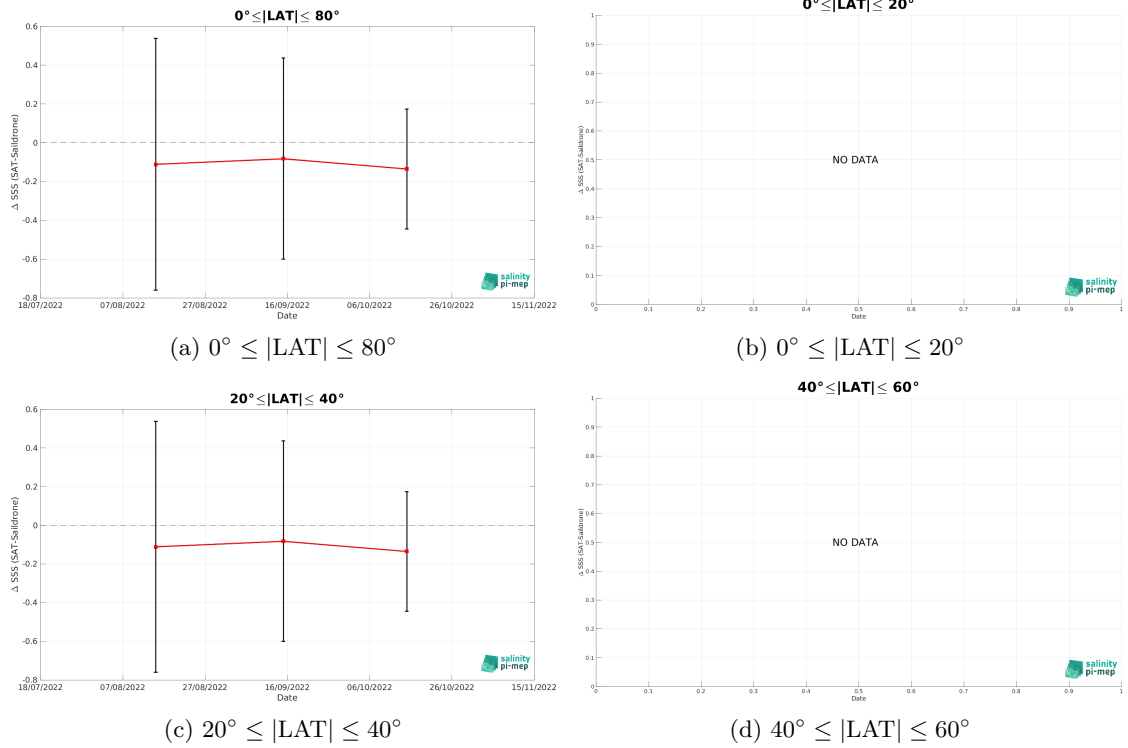 0°≤|LAT|≤ 80°
Δ SSS (SAT-Saildrone)
0.6
0.4
0.2
0
-0.2
-0.4
-0.6
-0.8
18/07/2022 07/08/2022 27/08/2022 16/09/2022 06/10/2022 26/10/2022 15/11/2022
Date
salinity
pi-mep
(a) 0° ≤ |LAT| ≤ 80°
0°≤|LAT|≤ 20°
Δ SSS (SAT-Saildrone)
1
0.9
0.8
0.7
0.6
0.5
0.4
0.3
0.2
0.1
0
NO DATA
0 0.1 0.2 0.3 0.4 0.5 0.6 0.7 0.8 0.9 1
Date
salinity
pi-mep
(b) 0° ≤ |LAT| ≤ 20°
20°≤|LAT|≤ 40°
Δ SSS (SAT-Saildrone)
0.6
0.4
0.2
0
-0.2
-0.4
-0.6
-0.8
18/07/2022 07/08/2022 27/08/2022 16/09/2022 06/10/2022 26/10/2022 15/11/2022
Date
salinity
pi-mep
(c) 20° ≤ |LAT| ≤ 40°
40°≤|LAT|≤ 60°
Δ SSS (SAT-Saildrone)
1
0.9
0.8
0.7
0.6
0.5
0.4
0.3
0.2
0.1
0
NO DATA
0 0.1 0.2 0.3 0.4 0.5 0.6 0.7 0.8 0.9 1
Date
salinity
pi-mep
(d) 40° ≤ |LAT| ≤ 60°